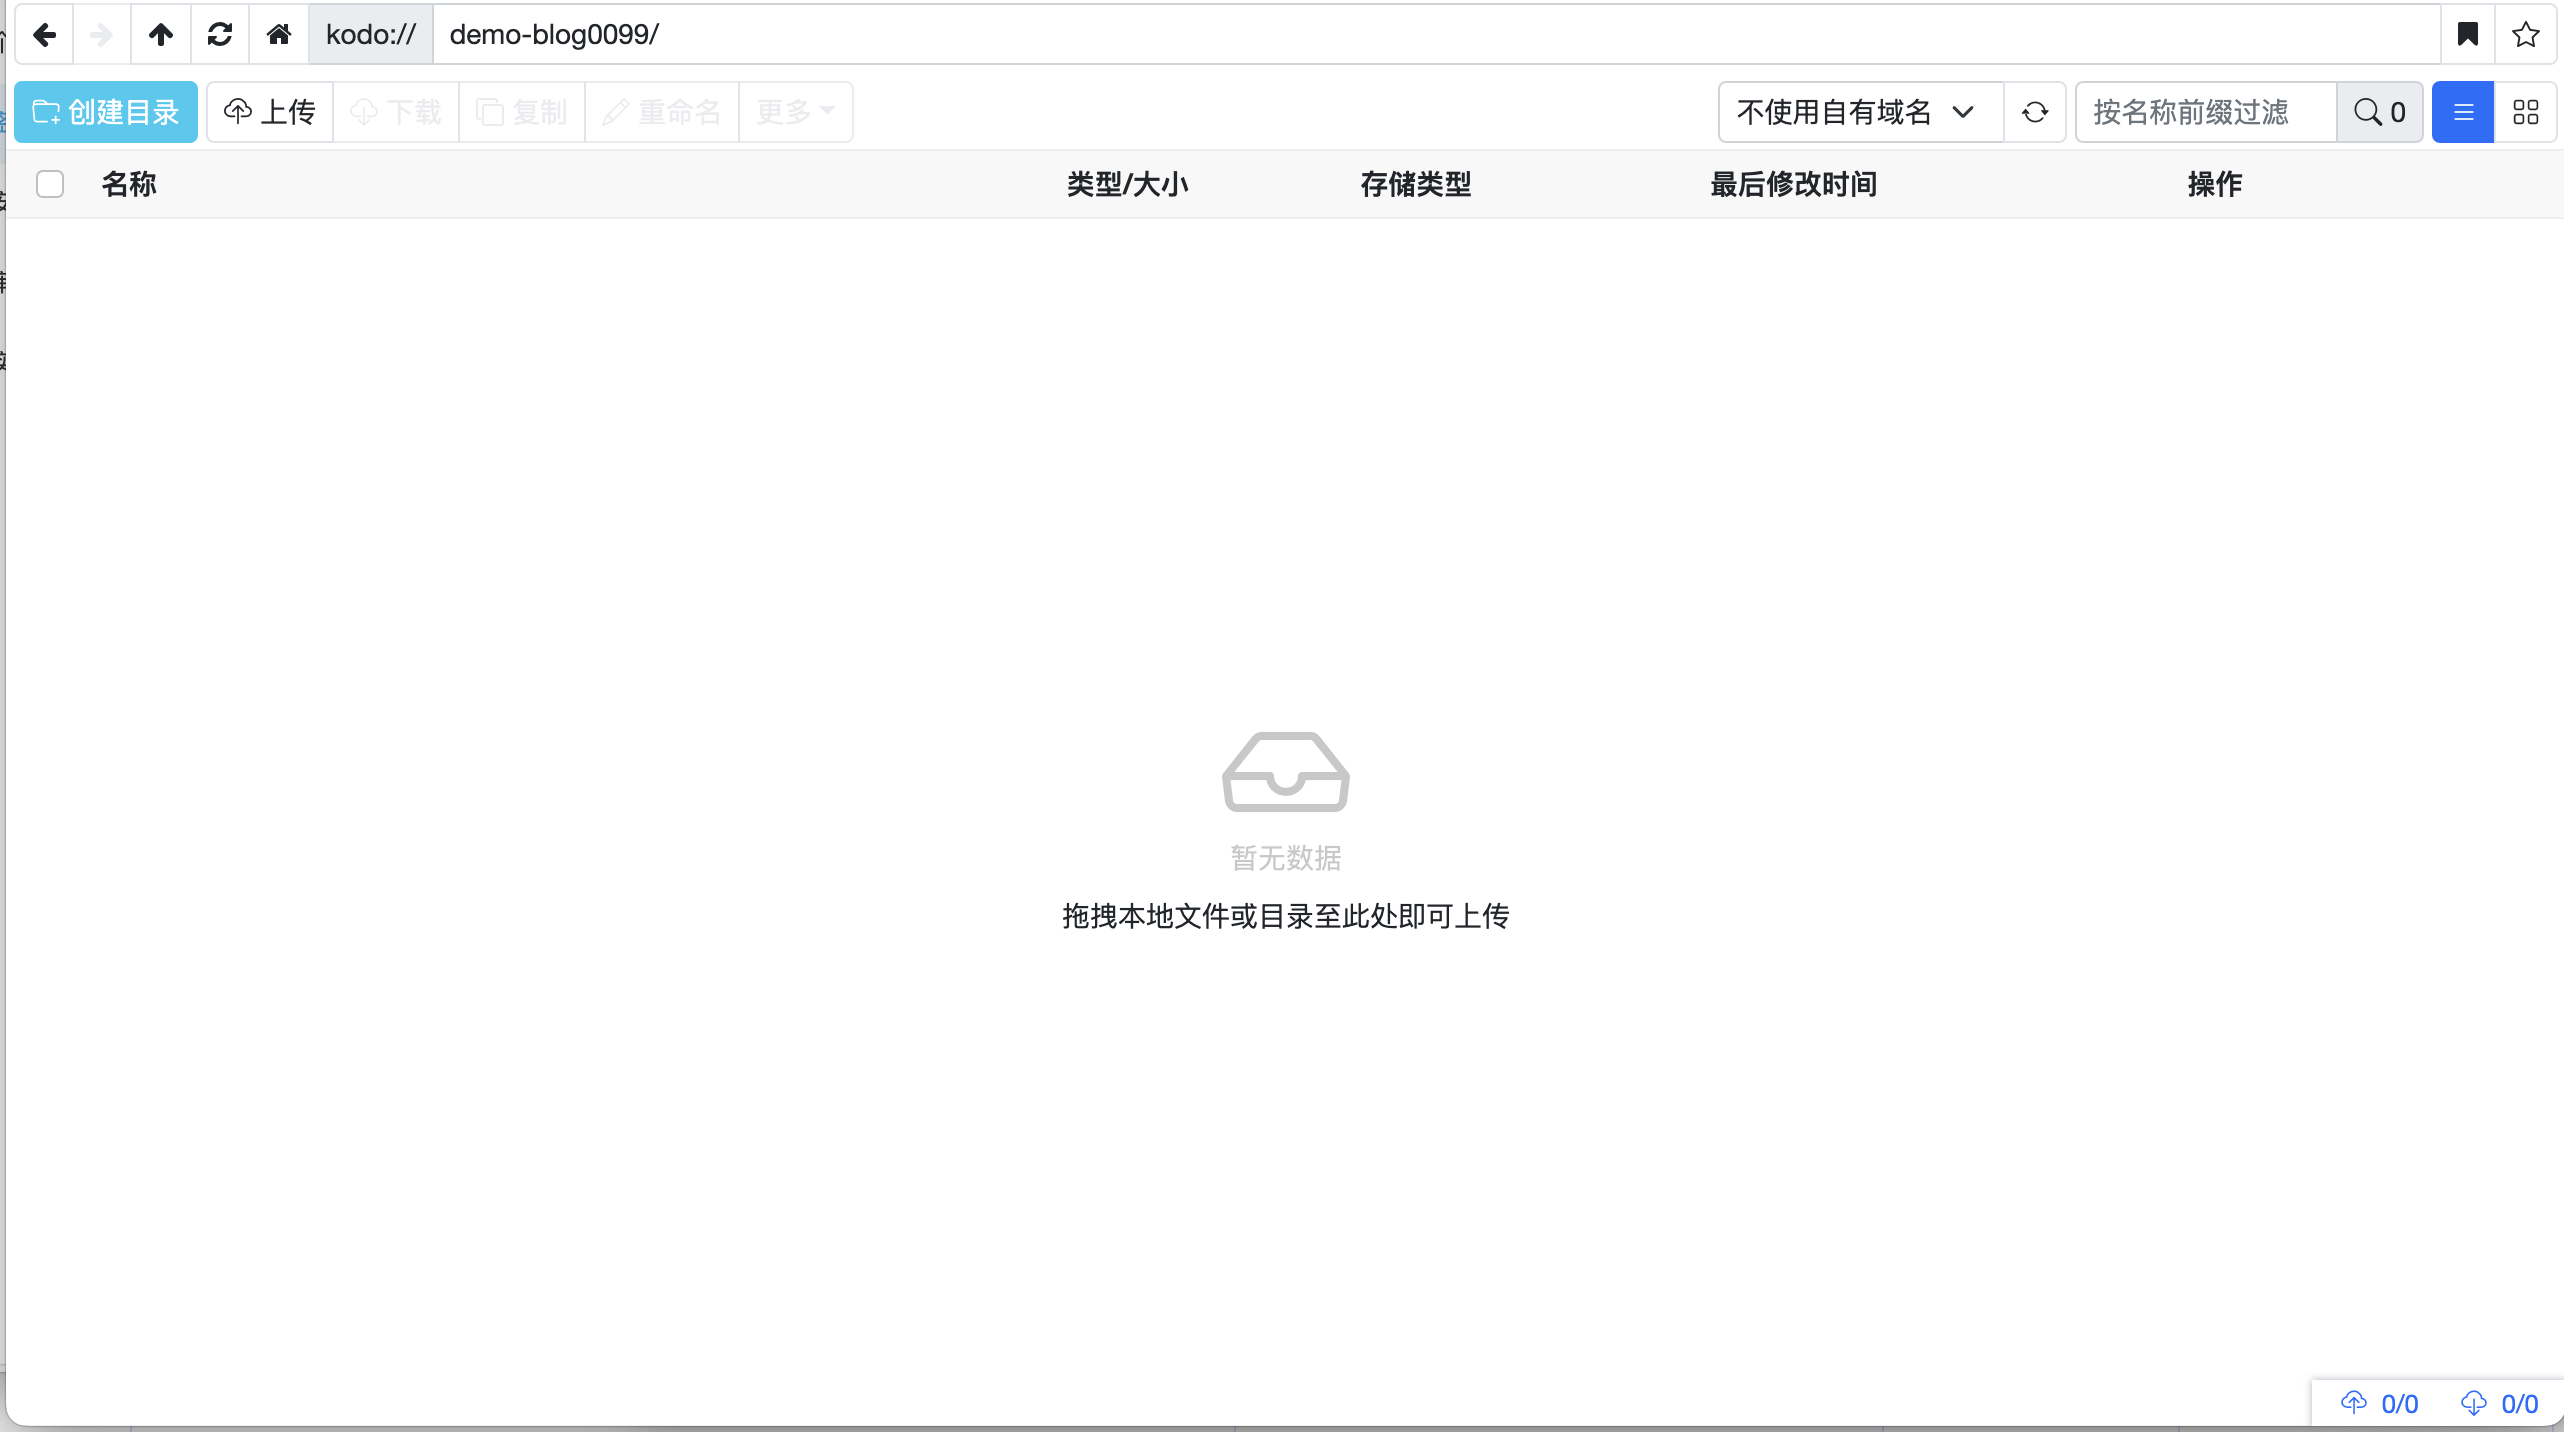 kodo:// demo-blog0099/
创建目录 上传 下载 复制 重命名 更多 不使用自有域名 按名称前缀过滤 0
名称 类型/大小 存储类型 最后修改时间 操作
暂无数据
拖拽本地文件或目录至此处即可上传
0/0 0/0